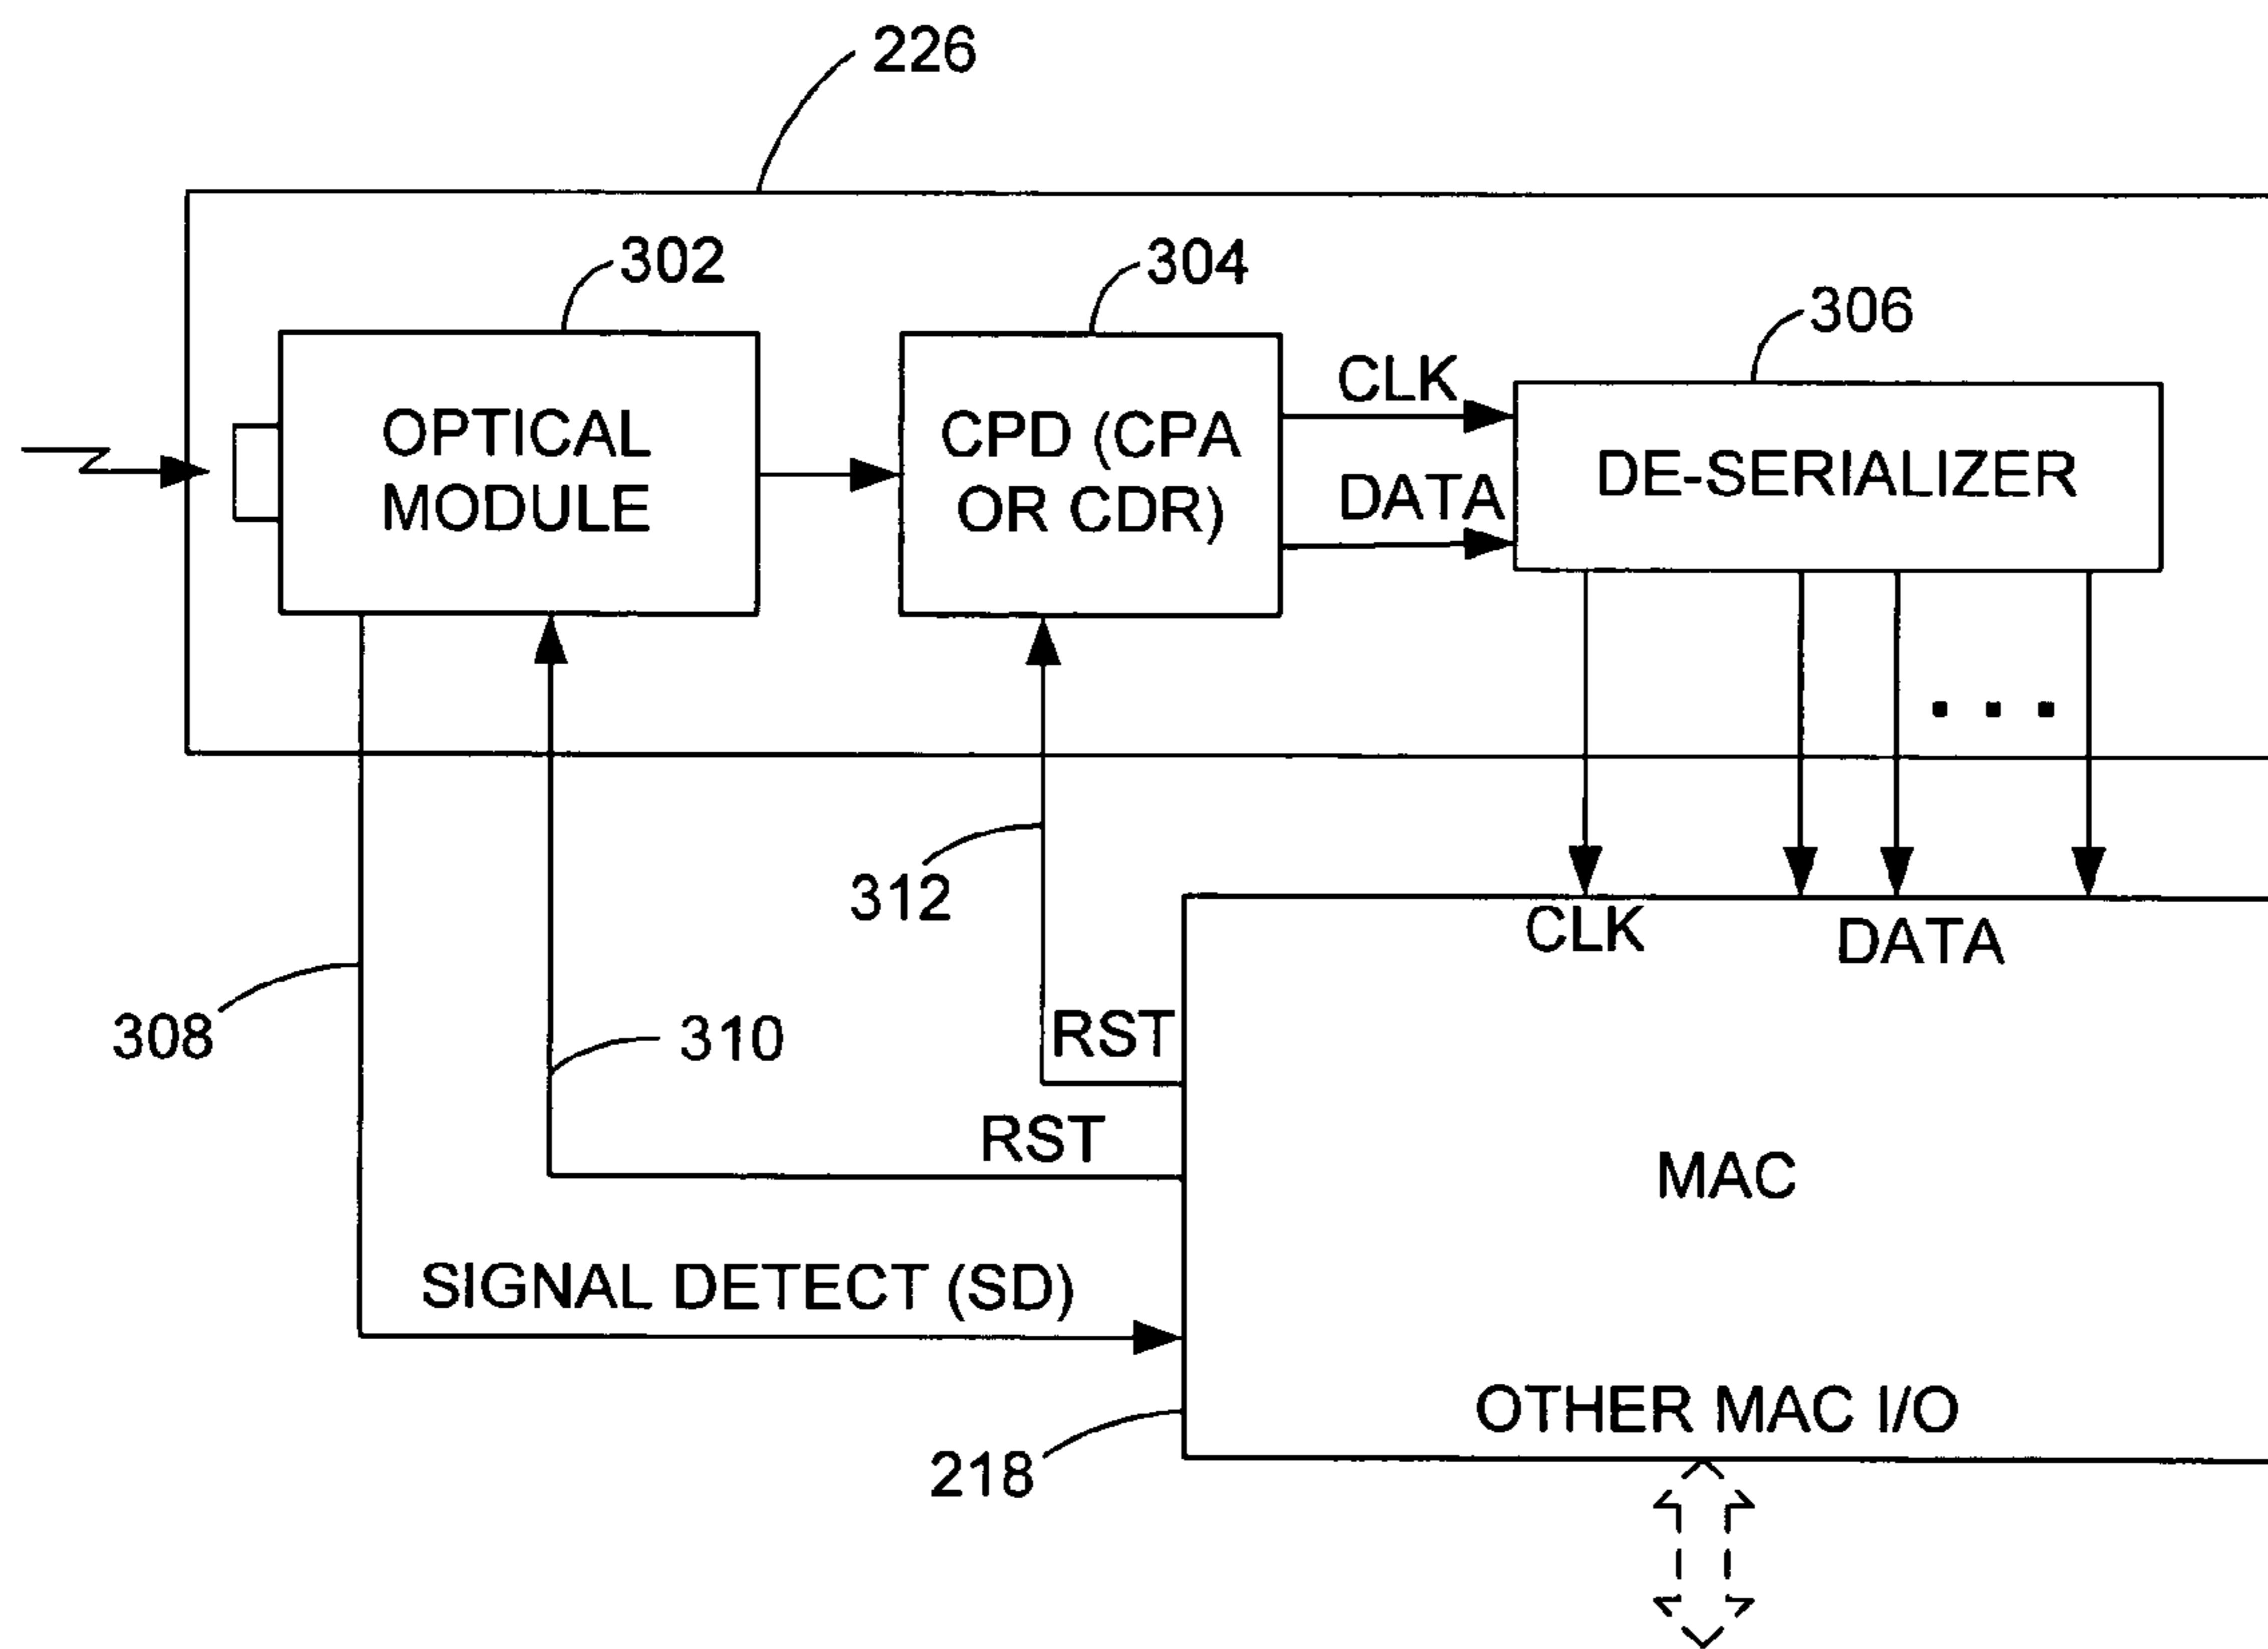 226
302
304
306
OPTICAL
MODULE
CPD (CPA
OR CDR)
CLK
DATA
DE-SERIALIZER
312
CLK
DATA
308
310
RST
RST
MAC
SIGNAL DETECT (SD)
OTHER MAC I/O
218